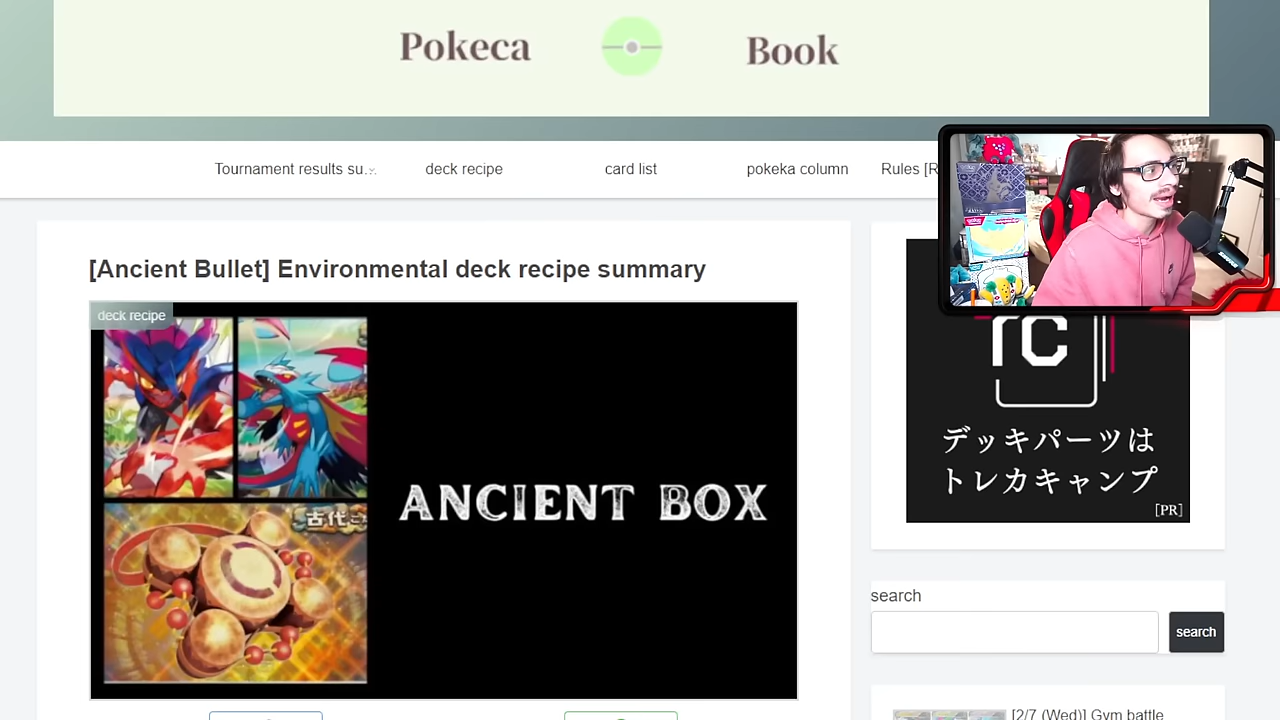 Pokeca Book
Tournament results su...
deck recipe
card list
pokeka column
Rules [R
[Ancient Bullet] Environmental deck recipe summary
deck recipe
ANCIENT BOX
デッキパーツは
トレカキャンプ
[PR]
search
search
[2/7 (Wed)] Gym battle